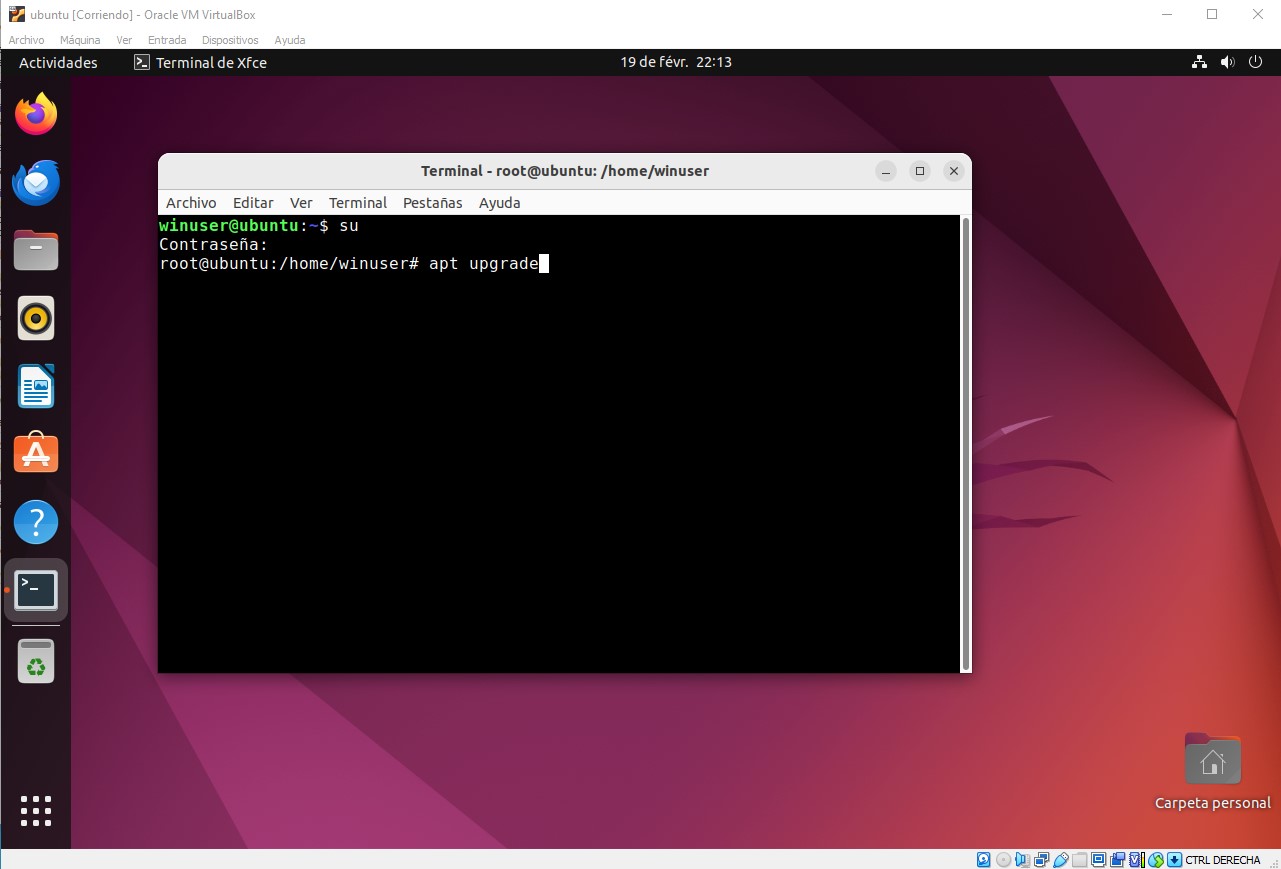 ubuntu [Corriendo] - Oracle VM VirtualBox
Archivo Máquina Ver Entrada Dispositivos Ayuda
Actividades Terminal de Xfce 19 de févr. 22:13
Terminal - root@ubuntu: /home/winuser
Archivo Editar Ver Terminal Pestañas Ayuda
winuser@ubuntu:~$ su
Contraseña:
root@ubuntu:/home/winuser# apt upgrade
Carpeta personal
CTRL DERECHA